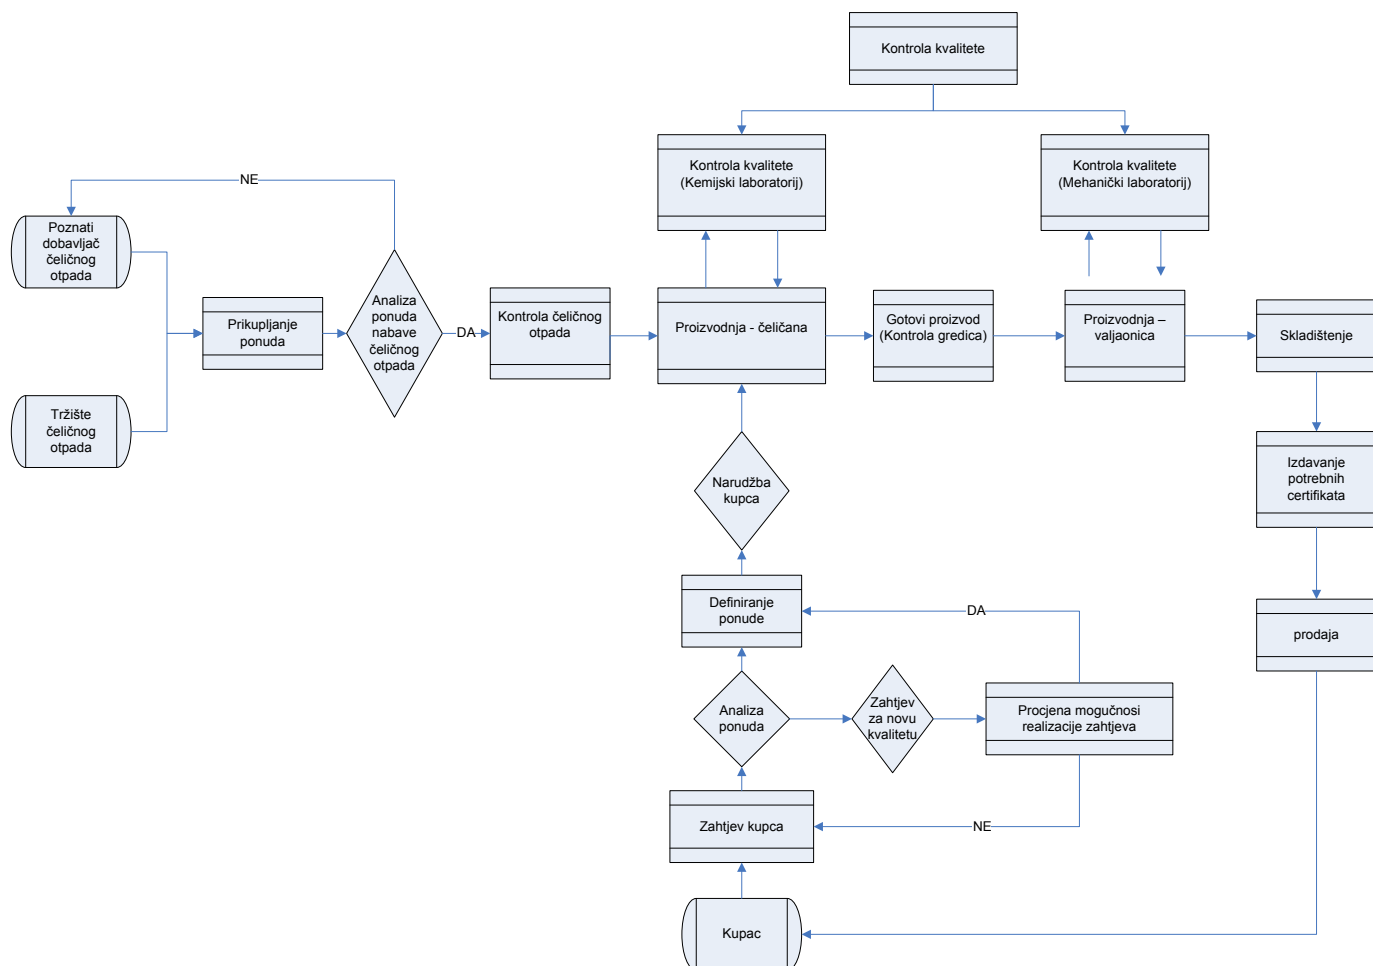 Kontrola kvalitete
Kontrola kvalitete
(Kemijski laboratorij)
Kontrola kvalitete
(Mehanički laboratorij)
NE
Poznati
dobavljač
čeličnog
otpada
Prikupljanje
ponuda
Analiza
ponuda
nabave
čeličnog
otpada
DA
Kontrola čeličnog
otpada
Proizvodnja - čeličana
Gotovi proizvod
(Kontrola gredica)
Proizvodnja –
valjaonica
Skladištenje
Tržište
čeličnog
otpada
Narudžba
kupca
Izdavanje
potrebnih
certifikata
Definiranje
ponude
DA
prodaja
Analiza
ponuda
Zahtjev
za novu
kvalitetu
Procjena mogučnosi
realizacije zahtjeva
Zahtjev kupca
NE
Kupac